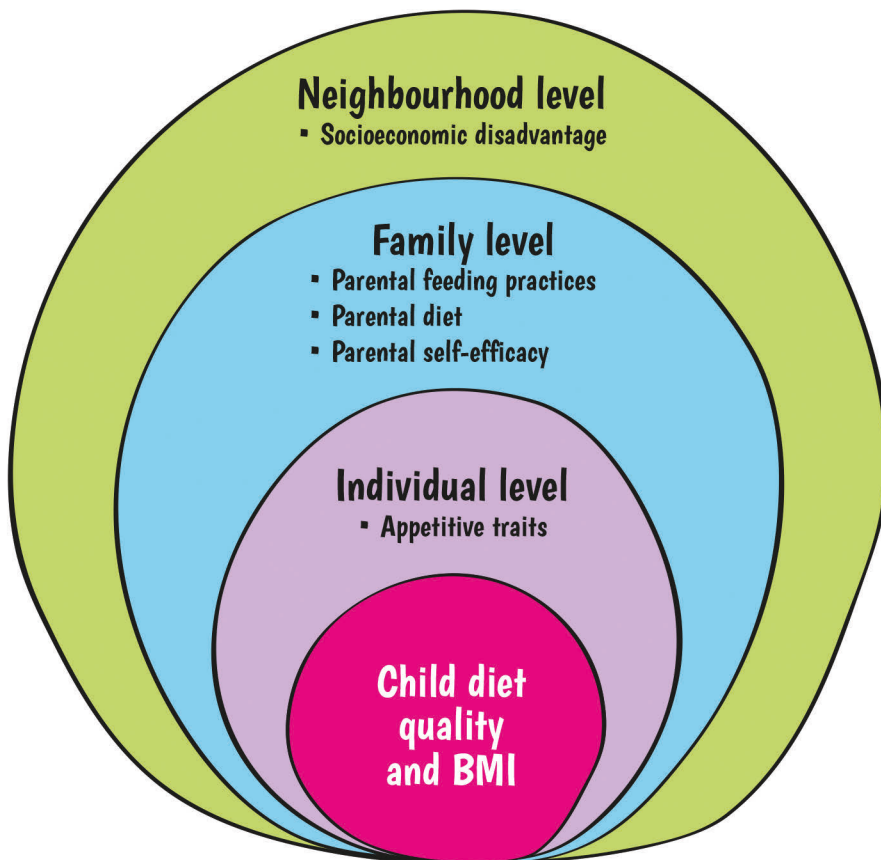 Neighbourhood level
▪ Socioeconomic disadvantage
Family level
▪ Parental feeding practices
▪ Parental diet
▪ Parental self-efficacy
Individual level
▪ Appetitive traits
Child diet
quality
and BMI